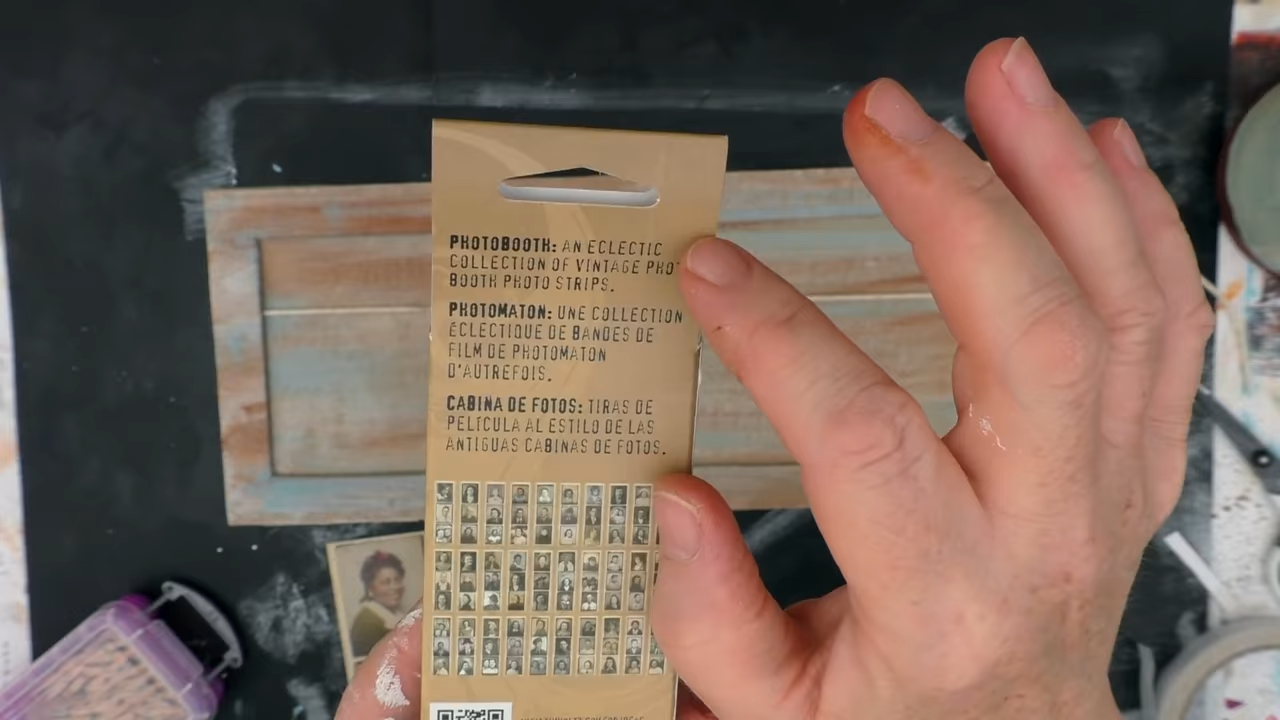 PHOTOBOOTH: AN ECLECTIC
COLLECTION OF VINTAGE PHOT
BOOTH PHOTO STRIPS.
PHOTOMATON: UNE COLLECTION
ÉCLECTIQUE DE BANDES DE
FILM DE PHOTOMATON
D'AUTREFOIS.
CABINA DE FOTOS: TIRAS DE
PELÍCULA AL ESTILO DE LAS
ANTIGUAS CABINAS DE FOTOS.